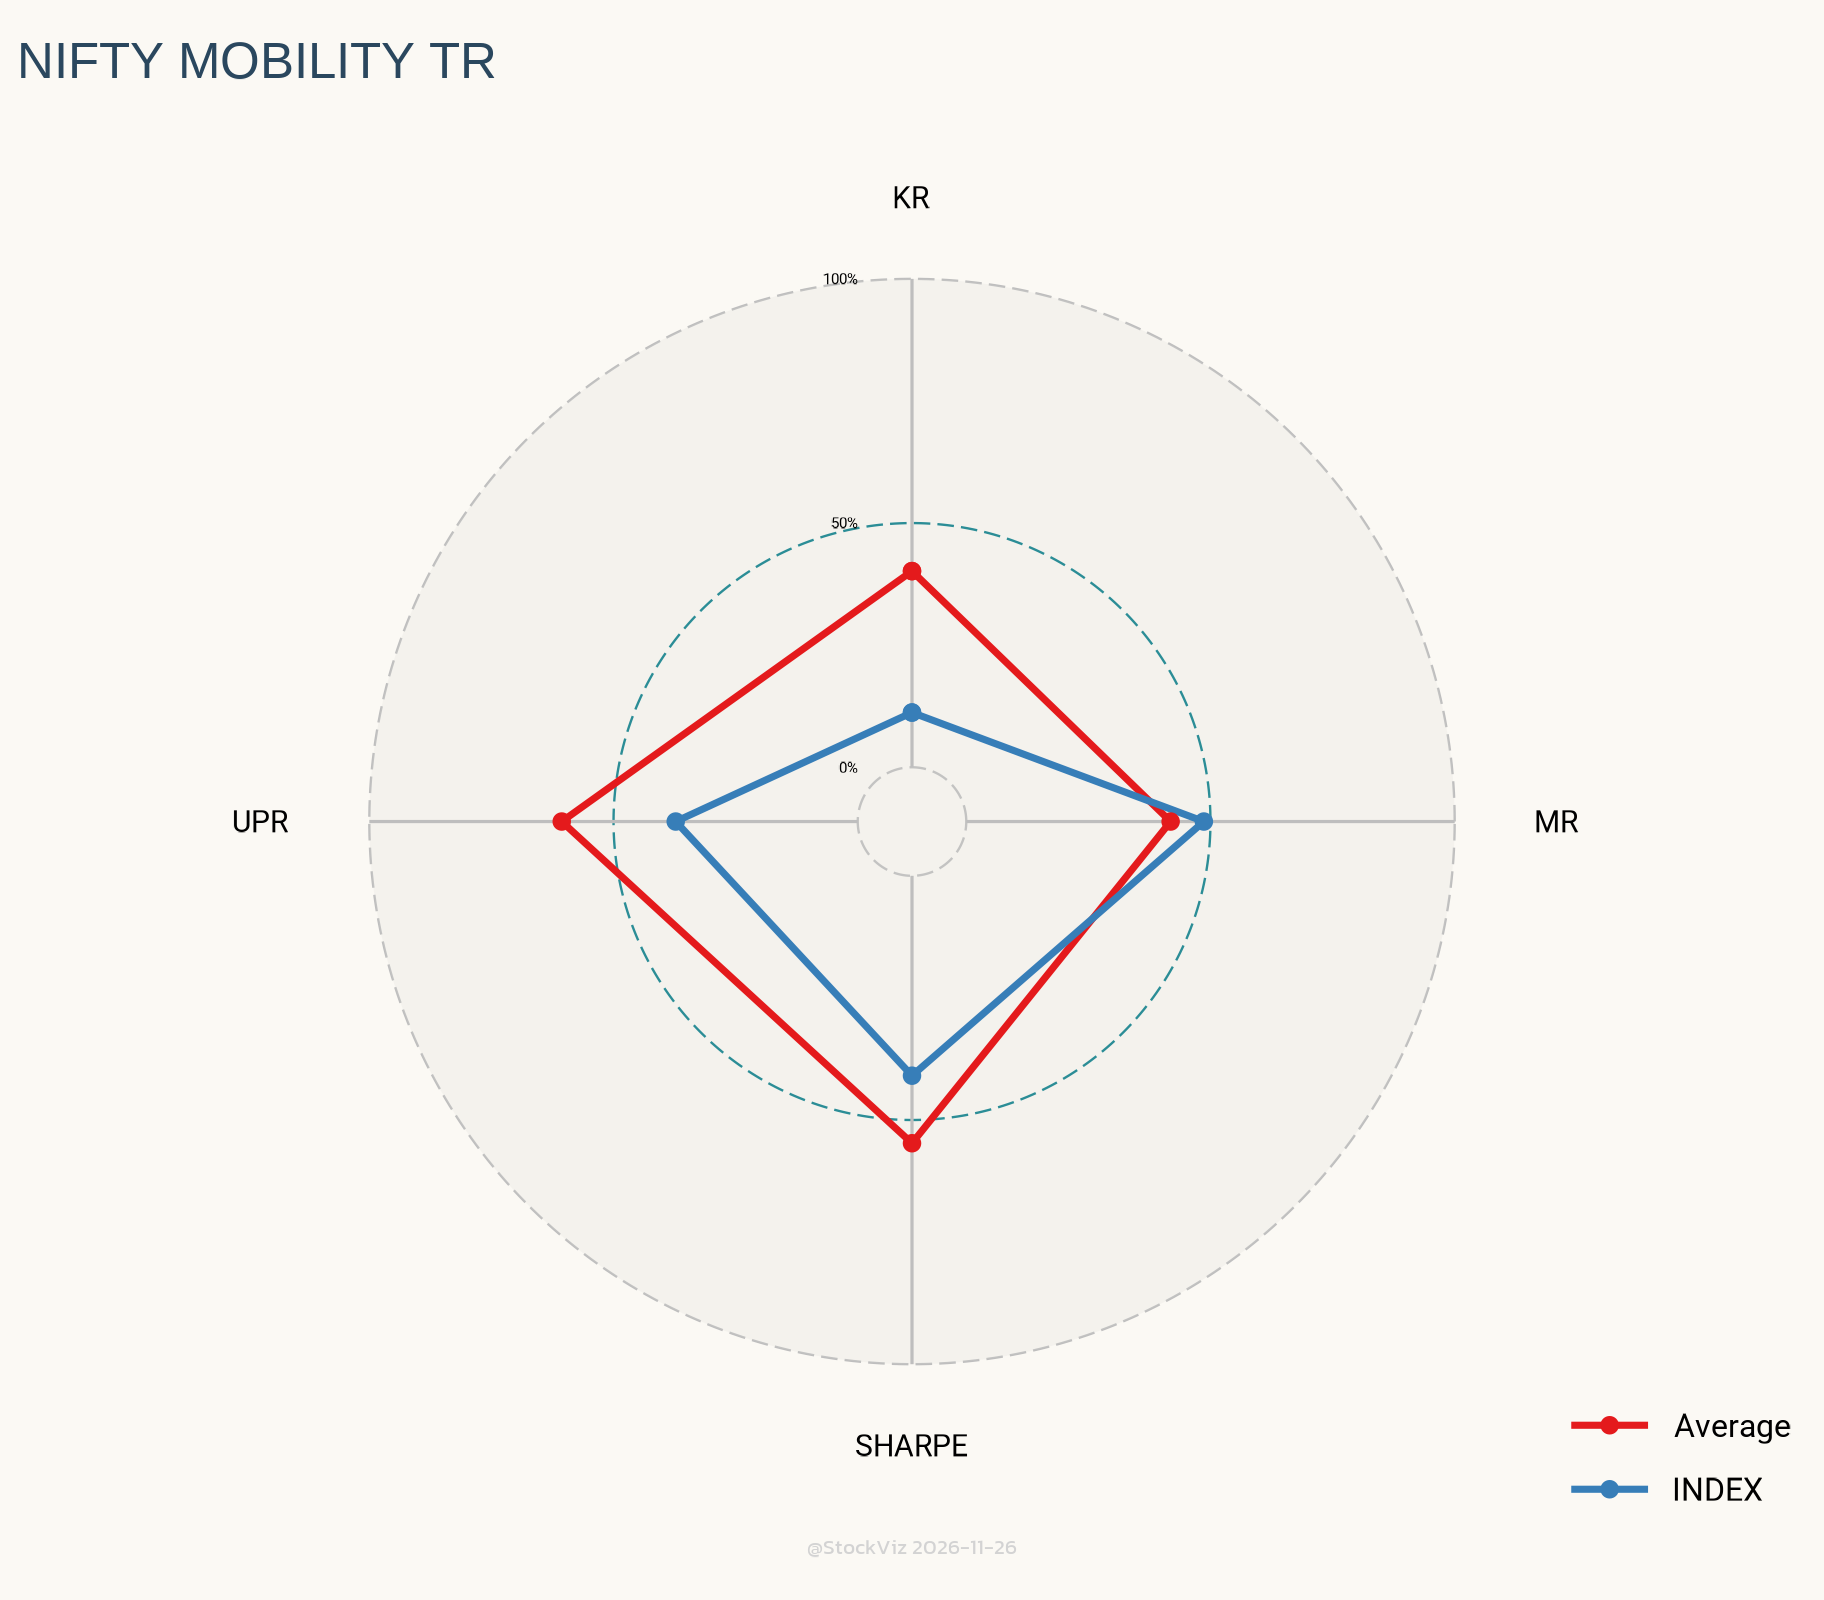 NIFTY MOBILITY TR
KR
100%
50%
0%
UPR
MR
SHARPE
Average
INDEX
@StockViz 2026-11-26